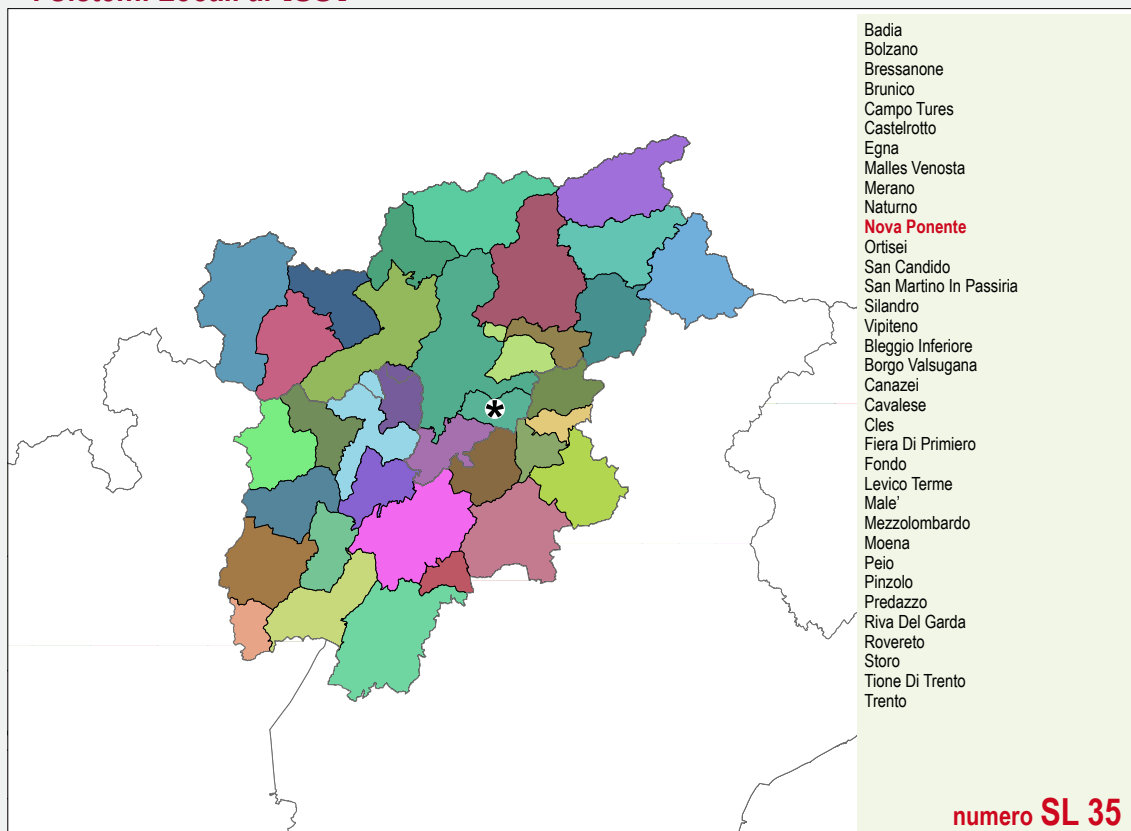 Badia
Bolzano
Bressanone
Brunico
Campo Tures
Castelrotto
Egna
Malles Venosta
Merano
Naturno
Nova Ponente
Ortisei
San Candido
San Martino In Passiria
Silandro
Vipiteno
Bleggio Inferiore
Borgo Valsugana
Canazei
Cavalese
Cles
Fiera Di Primiero
Fondo
Levico Terme
Male'
Mezzolombardo
Moena
Peio
Pinzolo
Predazzo
Riva Del Garda
Rovereto
Storo
Tione Di Trento
Trento
numero SL 35